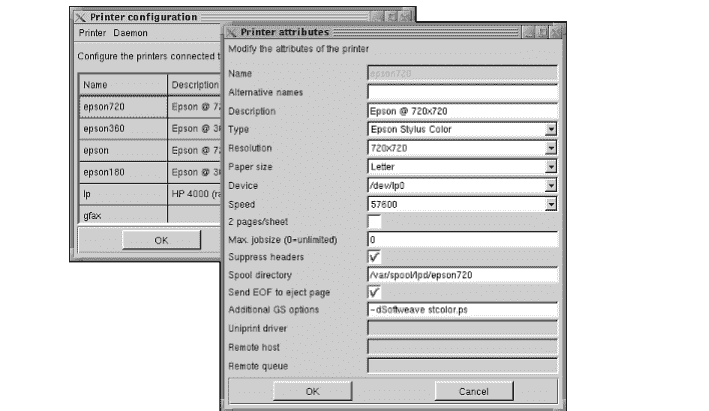 Printer configuration
Printer Daemon
Configure the printers connected t
Name Description
epson720 Epson @ 72
epson360 Epson @ 36
epson Epson @ 72
epson180 Epson @ 36
lp HP 4000 (ra
gfax
OK
Printer attributes
Modify the attributes of the printer
Name epson720
Alternative names
Description Epson @ 720x720
Type Epson Stylus Color
Resolution 720x720
Paper size Letter
Device /dev/lp0
Speed 57600
2 pages/sheet
Max. jobsize (0=unlimited) 0
Suppress headers
Spool directory /var/spool/lpd/epson720
Send EOF to eject page
Additional GS options -dSoftweave stcolor.ps
Uniprint driver
Remote host
Remote queue
OK Cancel